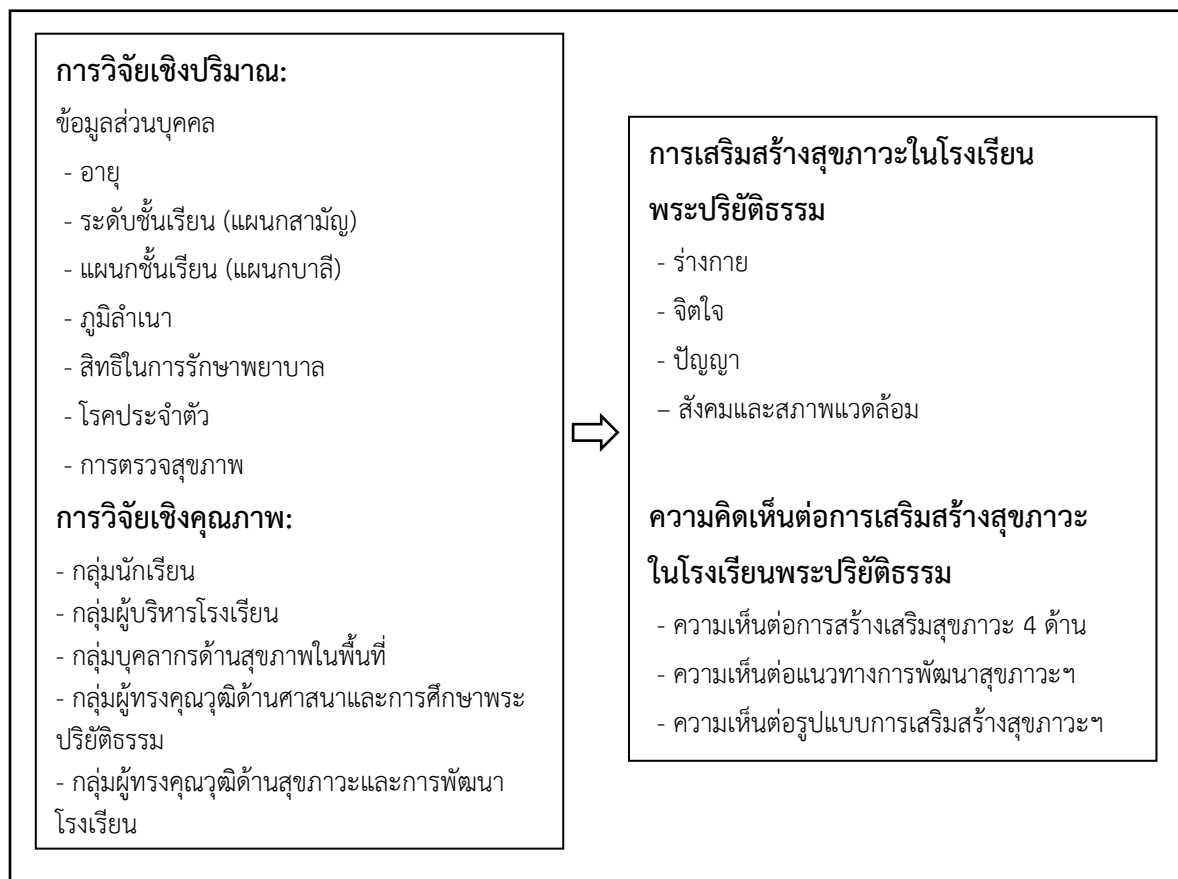 การวิจัยเชิงปริมาณ:
ข้อมูลส่วนบุคคล
- อายุ
- ระดับชั้นเรียน (แผนกสามัญ)
- แผนกชั้นเรียน (แผนกบาลี)
- ภูมิลำเนา
- สิทธิในการรักษาพยาบาล
- โรคประจำตัว
- การตรวจสุขภาพ
การวิจัยเชิงคุณภาพ:
- กลุ่มนักเรียน
- กลุ่มผู้บริหารโรงเรียน
- กลุ่มบุคลากรด้านสุขภาพในพื้นที่
- กลุ่มผู้ทรงคุณวุฒิด้านศาสนาและการศึกษาพระ
ปริยัติธรรม
- กลุ่มผู้ทรงคุณวุฒิด้านสุขภาวะและการพัฒนา
โรงเรียน
การเสริมสร้างสุขภาวะในโรงเรียน
พระปริยัติธรรม
- ร่างกาย
- จิตใจ
- ปัญญา
– สังคมและสภาพแวดล้อม
ความคิดเห็นต่อการเสริมสร้างสุขภาวะ
ในโรงเรียนพระปริยัติธรรม
- ความเห็นต่อการสร้างเสริมสุขภาวะ 4 ด้าน
- ความเห็นต่อแนวทางการพัฒนาสุขภาวะฯ
- ความเห็นต่อรูปแบบการเสริมสร้างสุขภาวะฯ